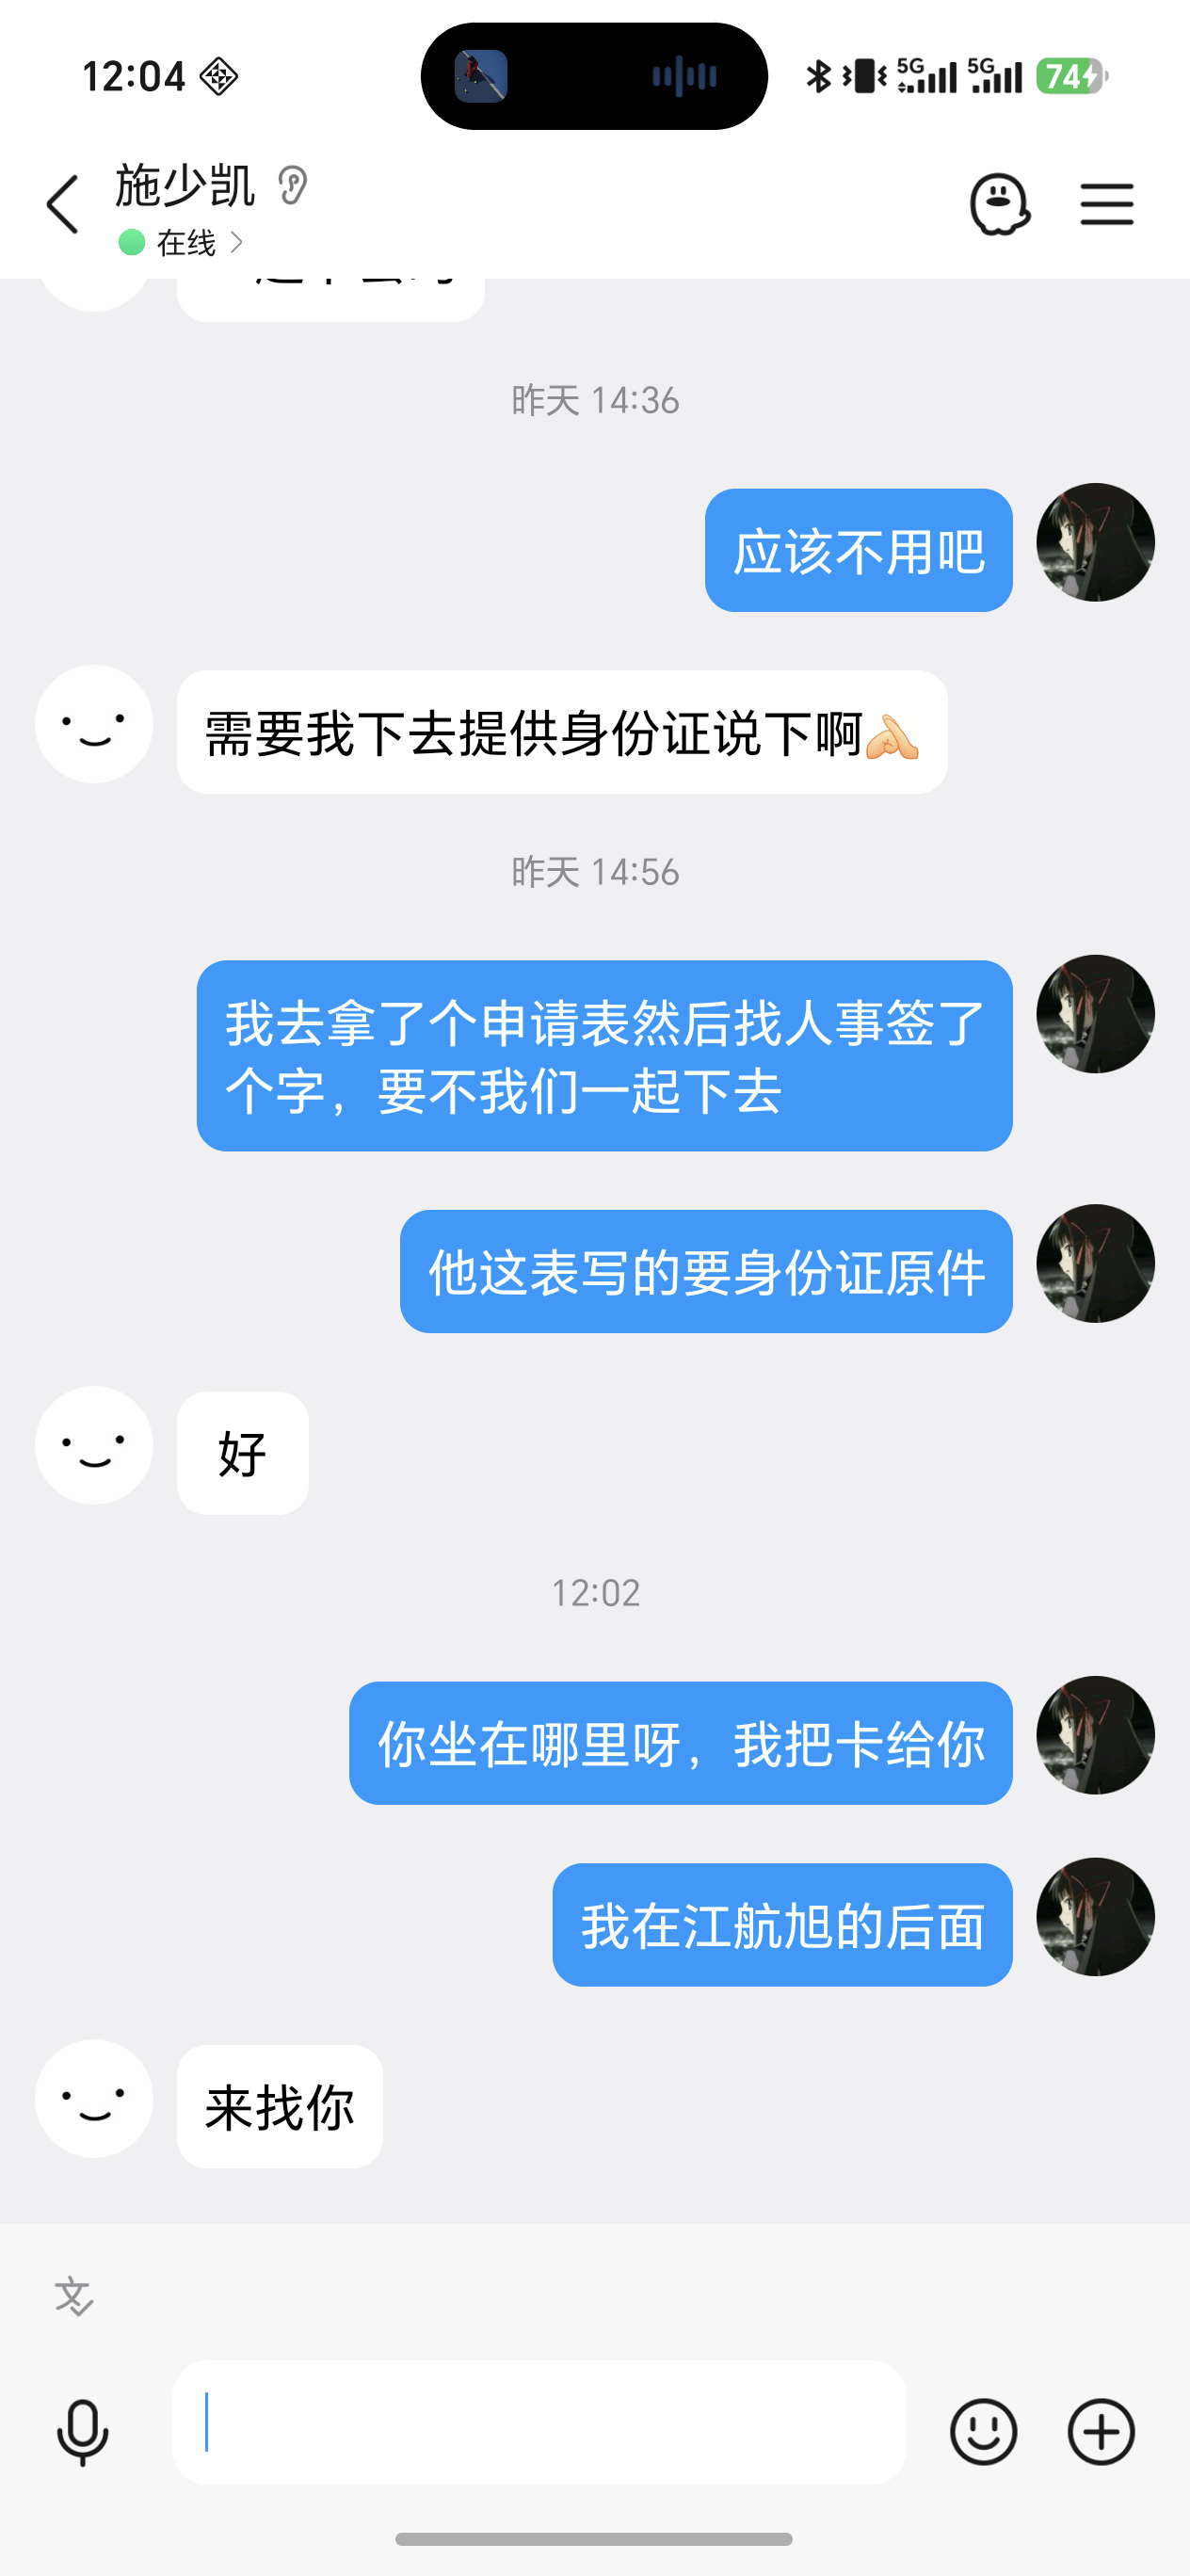 12:04
5G
5G
74
施少凯
在线
昨天 14:36
应该不用吧
需要我下去提供身份证说下啊
昨天 14:56
我去拿了个申请表然后找人事签了
个字，要不我们一起下去
他这表写的要身份证原件
好
12:02
你坐在哪里呀，我把卡给你
我在江航旭的后面
来找你